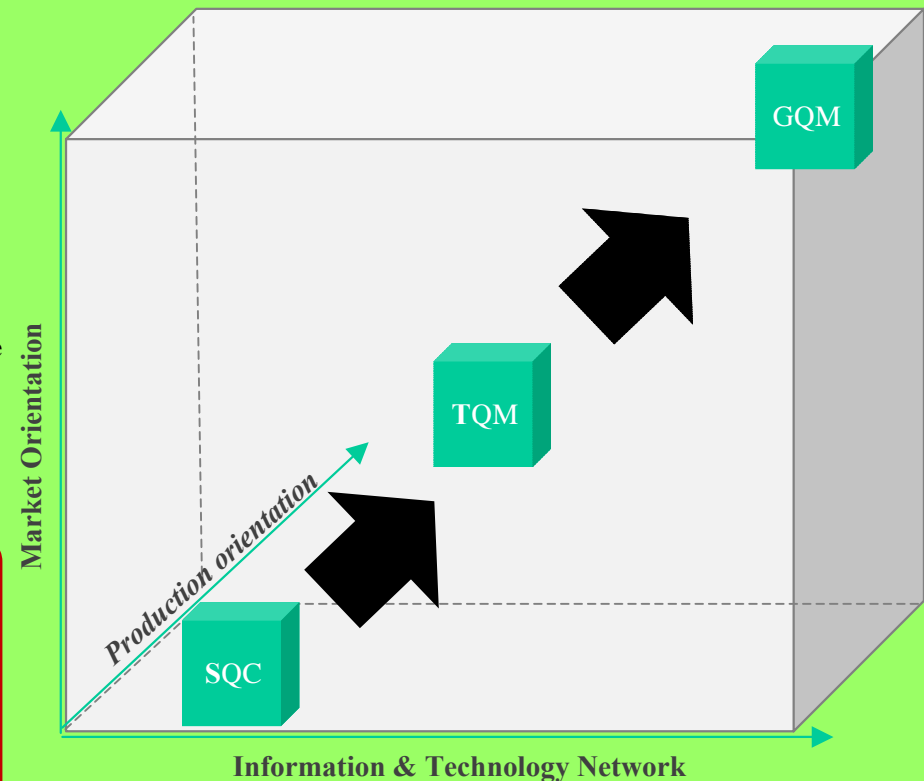 GQM
Market Orientation
TQM
Production orientation
SQC
Information & Technology Network